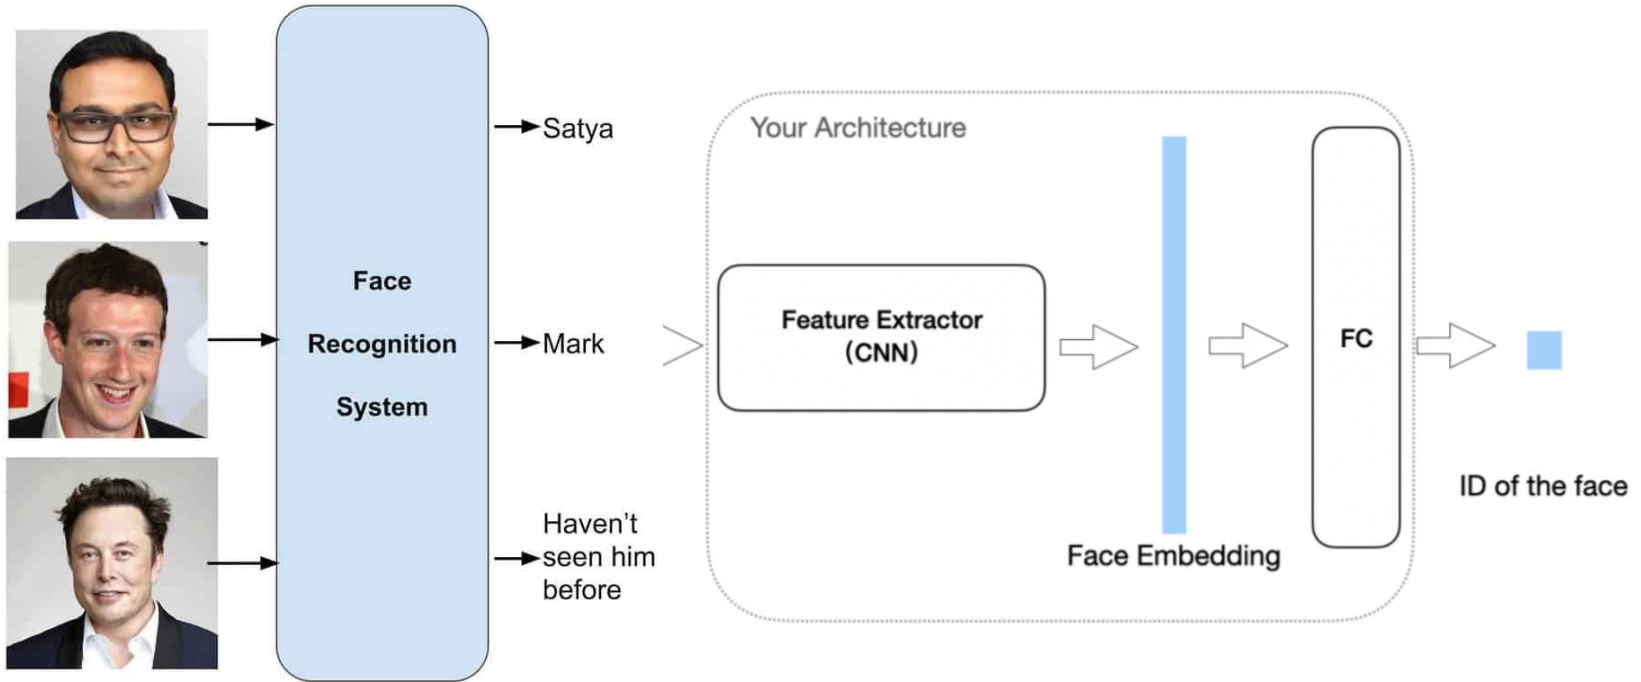 Satya
Face
Recognition
System
Mark
Haven't
seen him
before
Your Architecture
Feature Extractor
(CNN)
Face Embedding
FC
ID of the face